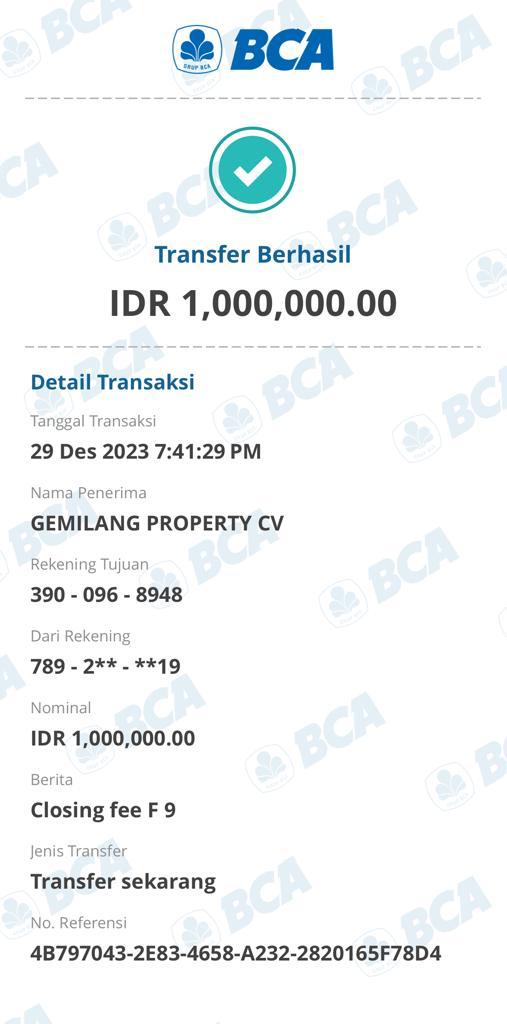 GRUP BCA
BCA
Transfer Berhasil
IDR 1,000,000.00
Detail Transaksi
Tanggal Transaksi
29 Des 2023 7:41:29 PM
Nama Penerima
GEMILANG PROPERTY CV
Rekening Tujuan
390 - 096 - 8948
Dari Rekening
789 - 2** - **19
Nominal
IDR 1,000,000.00
Berita
Closing fee F 9
Jenis Transfer
Transfer sekarang
No. Referensi
4B797043-2E83-4658-A232-2820165F78D4